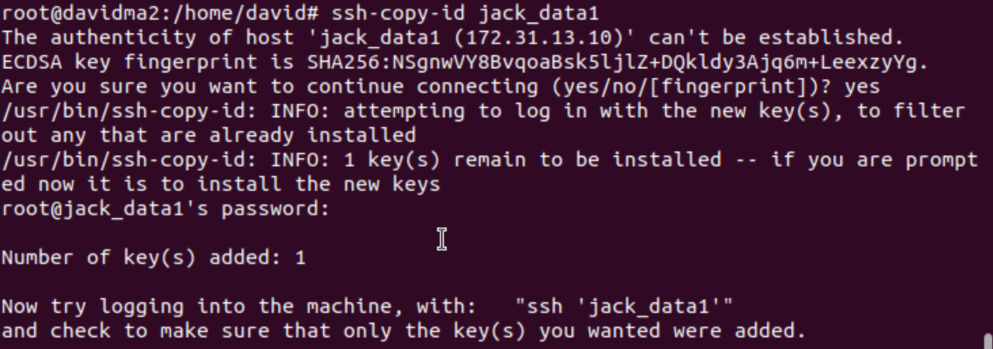 root@davidma2:/home/david# ssh-copy-id jack_data1
The authenticity of host 'jack_data1 (172.31.13.10)' can't be established.
ECDSA key fingerprint is SHA256:NSgnwVY8BvqoaBsk5ljlZ+DQkldy3Ajq6m+LeexzyYg.
Are you sure you want to continue connecting (yes/no/[fingerprint])? yes
/usr/bin/ssh-copy-id: INFO: attempting to log in with the new key(s), to filter
out any that are already installed
/usr/bin/ssh-copy-id: INFO: 1 key(s) remain to be installed -- if you are prompt
ed now it is to install the new keys
root@jack_data1's password:
Number of key(s) added: 1
Now try logging into the machine, with:   "ssh 'jack_data1'"
and check to make sure that only the key(s) you wanted were added.